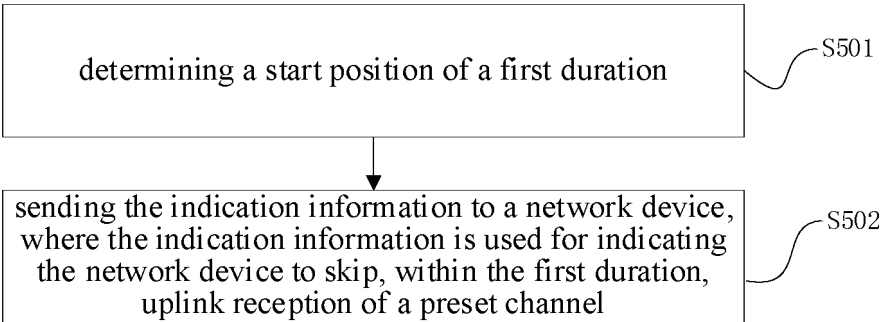 determining a start position of a first duration
S501
sending the indication information to a network device,
where the indication information is used for indicating
the network device to skip, within the first duration,
uplink reception of a preset channel
S502